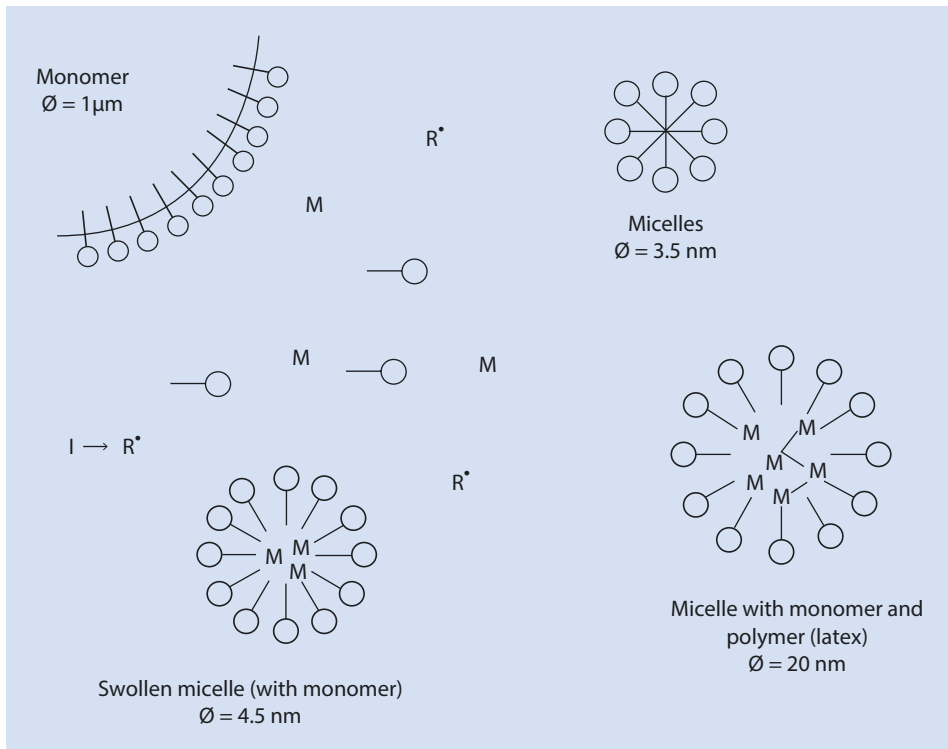 Monomer
Ø = 1µm
R•
M
Micelles
Ø = 3.5 nm
M
M
I → R•
R•
M
M
M
M
M
M
M
M
M
Swollen micelle (with monomer)
Ø = 4.5 nm
Micelle with monomer and
polymer (latex)
Ø = 20 nm